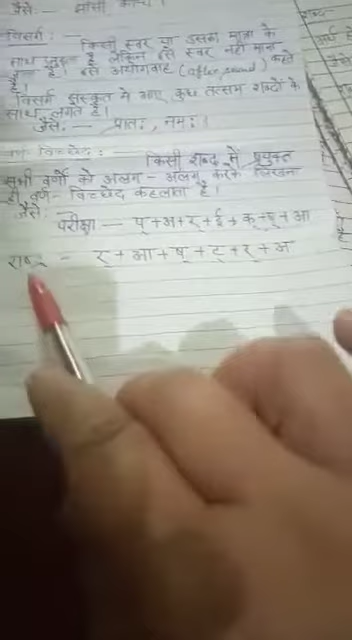 जैसे:-
विसर्ग:-
किसी स्वर या उसकी मात्रा के
साथ प्रयुक्त है लेकिन इसे स्वर नहीं माना
है। इसे अयोगवाह (after sound) कहते
हैं।
विसर्ग संस्कृत से आए कुछ तत्सम शब्दों के
साथ लगते हैं।
जैसे:- प्रातः, नमः।
वर्ण विच्छेद:-
किसी शब्द में प्रयुक्त
सभी वर्णों को अलग-अलग करके लिखना
ही वर्ण-विच्छेद कहलाता है।
जैसे:
परीक्षा - प्+अ+र्+ई+क्+ष्+आ
राष्ट्र - र्+आ+ष्+ट्+र्+अ